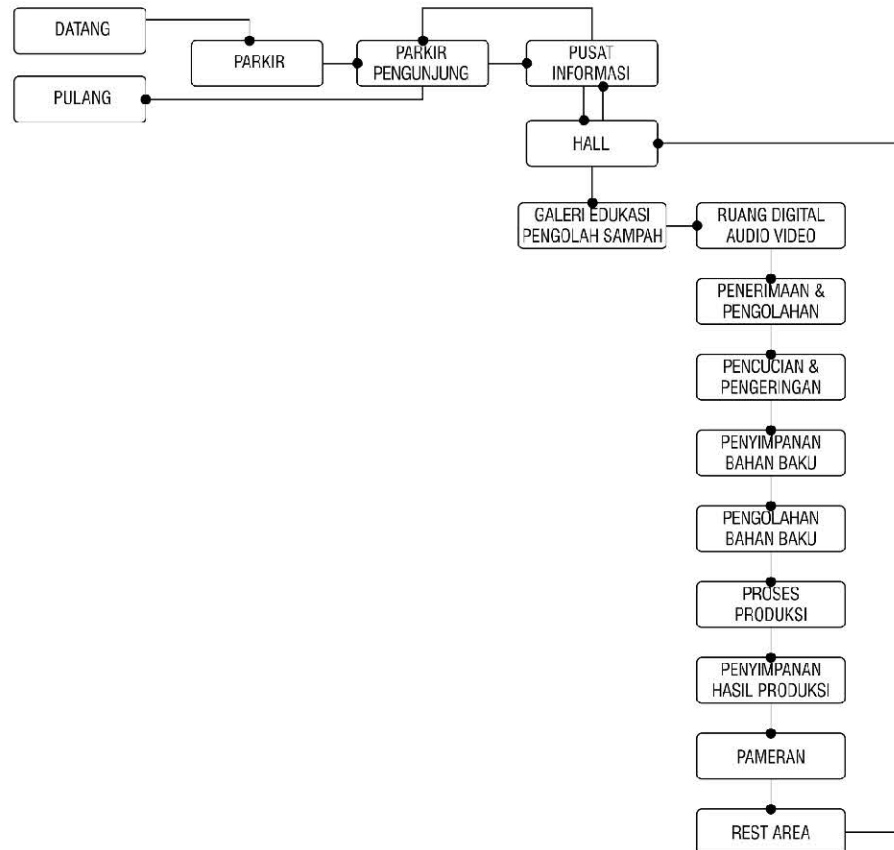 DATANG
PARKIR
PARKIR
PENGUNJUNG
PUSAT
INFORMASI
PULANG
HALL
GALERI EDUKASI
PENGOLAH SAMPAH
RUANG DIGITAL
AUDIO VIDEO
PENERIMAAN &
PENGOLAHAN
PENCUCIAN &
PENGERINGAN
PENYIMPANAN
BAHAN BAKU
PENGOLAHAN
BAHAN BAKU
PROSES
PRODUKSI
PENYIMPANAN
HASIL PRODUKSI
PAMERAN
REST AREA